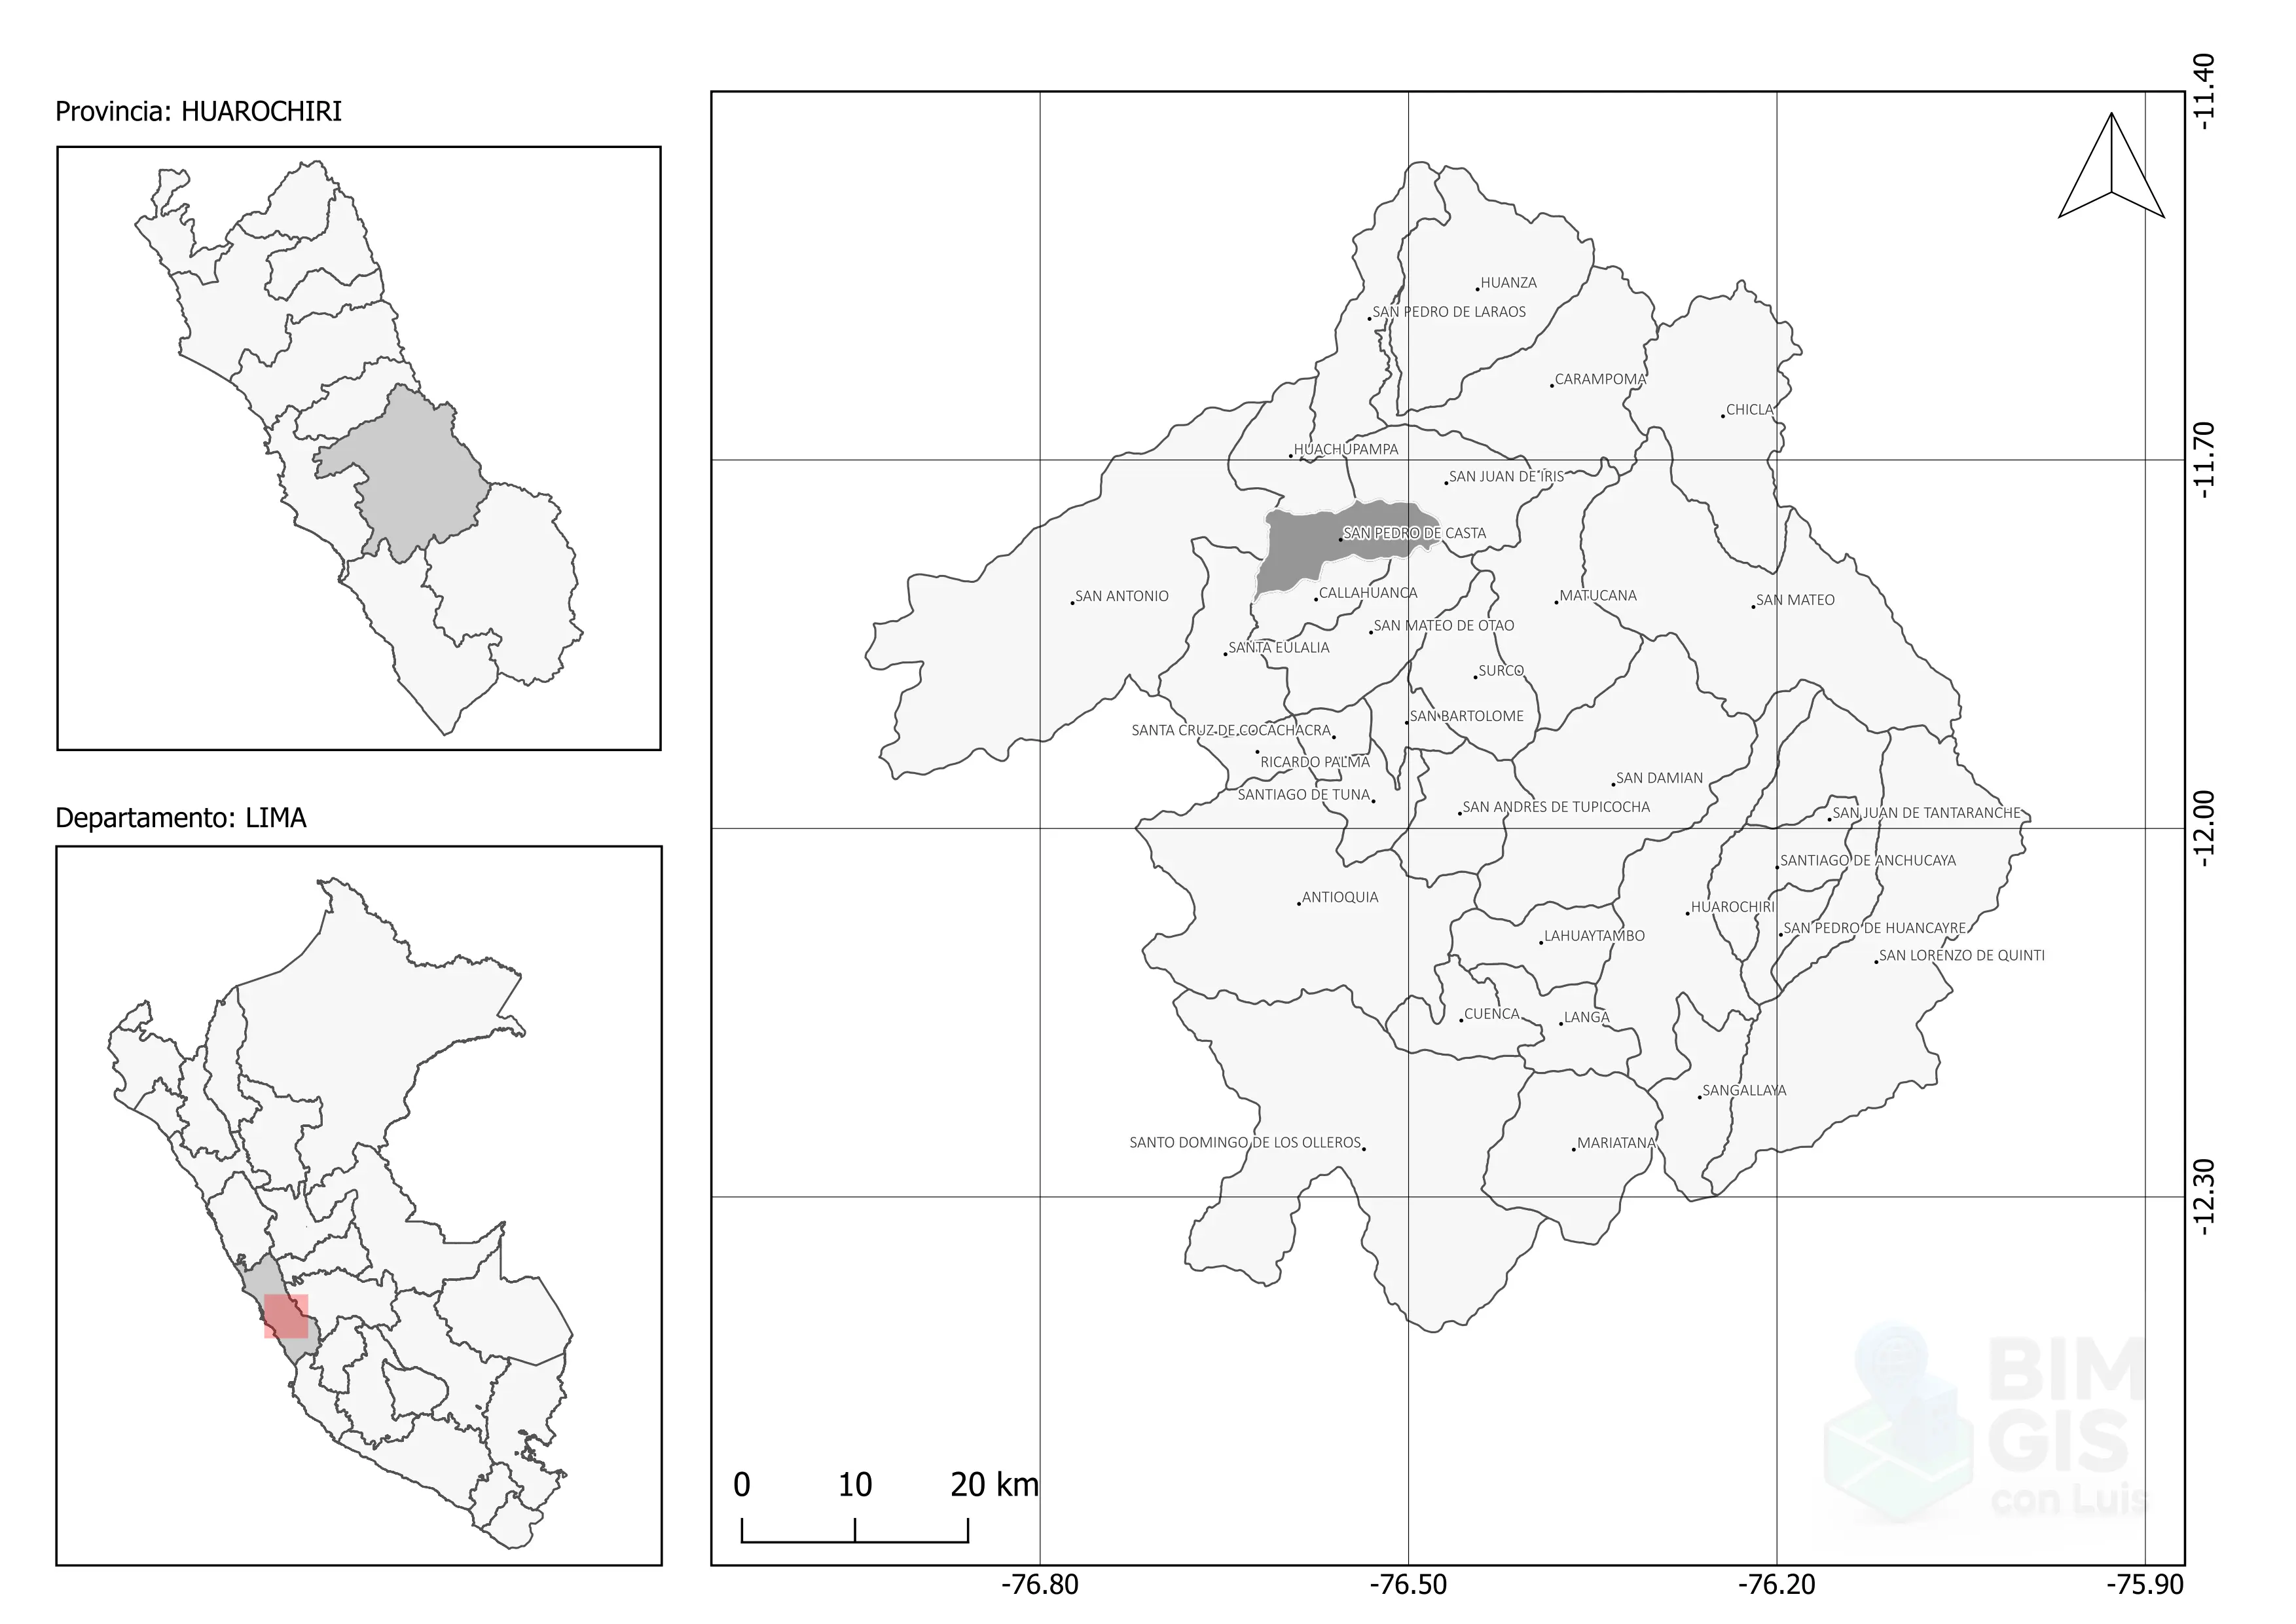 Provincia: HUAROCHIRI
Departamento: LIMA
HUANZA
SAN PEDRO DE LARAOS
CARAMPOMA
CHICLA
HUACHUPAMPA
SAN JUAN DE IRIS
SAN PEDRO DE CASTA
SAN ANTONIO
CALLAHUANCA
MATUCANA
SAN MATEO
SAN MATEO DE OTAO
SANTA EULALIA
SURCO
SAN BARTOLOME
SANTA CRUZ DE COCACHACRA
RICARDO PALMA
SAN DAMIAN
SANTIAGO DE TUNA
SAN ANDRES DE TUPICOCHA
SAN JUAN DE TANTARANCHE
SANTIAGO DE ANCHUCAYA
ANTIOQUIA
HUAROCHIRI
SAN PEDRO DE HUANCAYRE
LAHUAYTAMBO
SAN LORENZO DE QUINTI
CUENCA
LANGA
SANGALLAYA
SANTO DOMINGO DE LOS OLLEROS
MARIATANA
-11.40
-11.70
-12.00
-12.30
BIM
GIS
con Luis
0 10 20 km
-76.80 -76.50 -76.20 -75.90